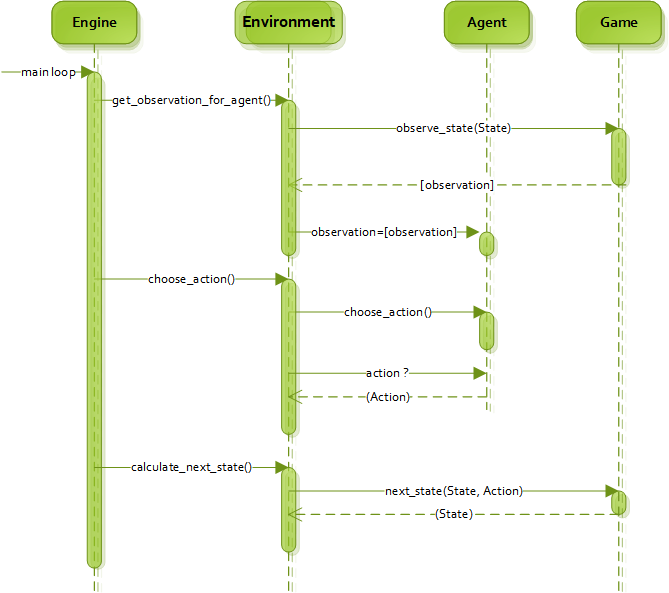 Engine
Environment
Agent
Game
main loop
get_observation_for_agent()
observe_state(State)
[observation]
observation=[observation]
choose_action()
choose_action()
action ?
(Action)
calculate_next_state()
next_state(State, Action)
(State)